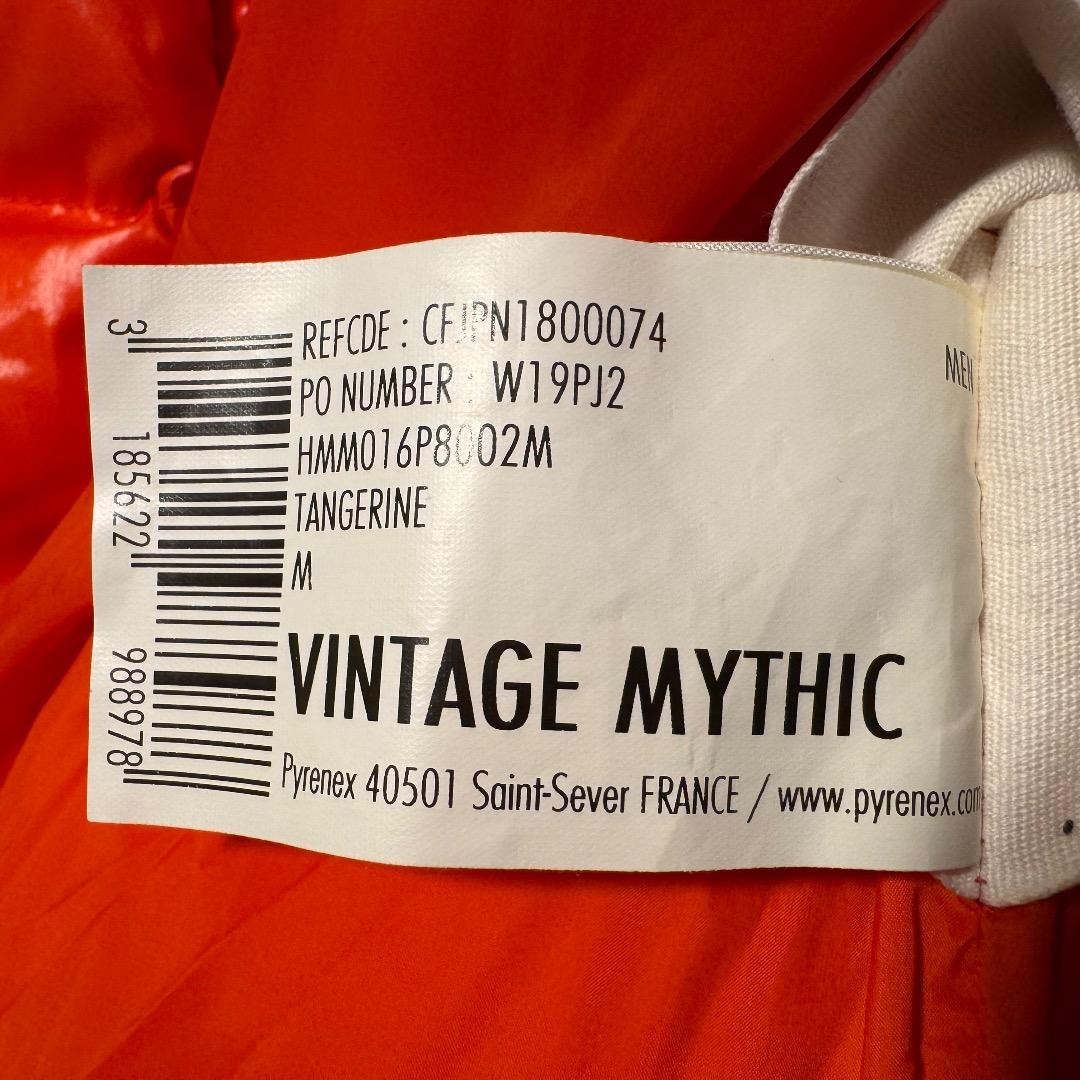 REFCDE : CFJPN1800074
PO NUMBER : W19PJ2
HMM016P8002M
TANGERINE
M
VINTAGE MYTHIC
Pyrenex 40501 Saint-Sever FRANCE / www.pyrenex.com
MEN
3 185622 988978